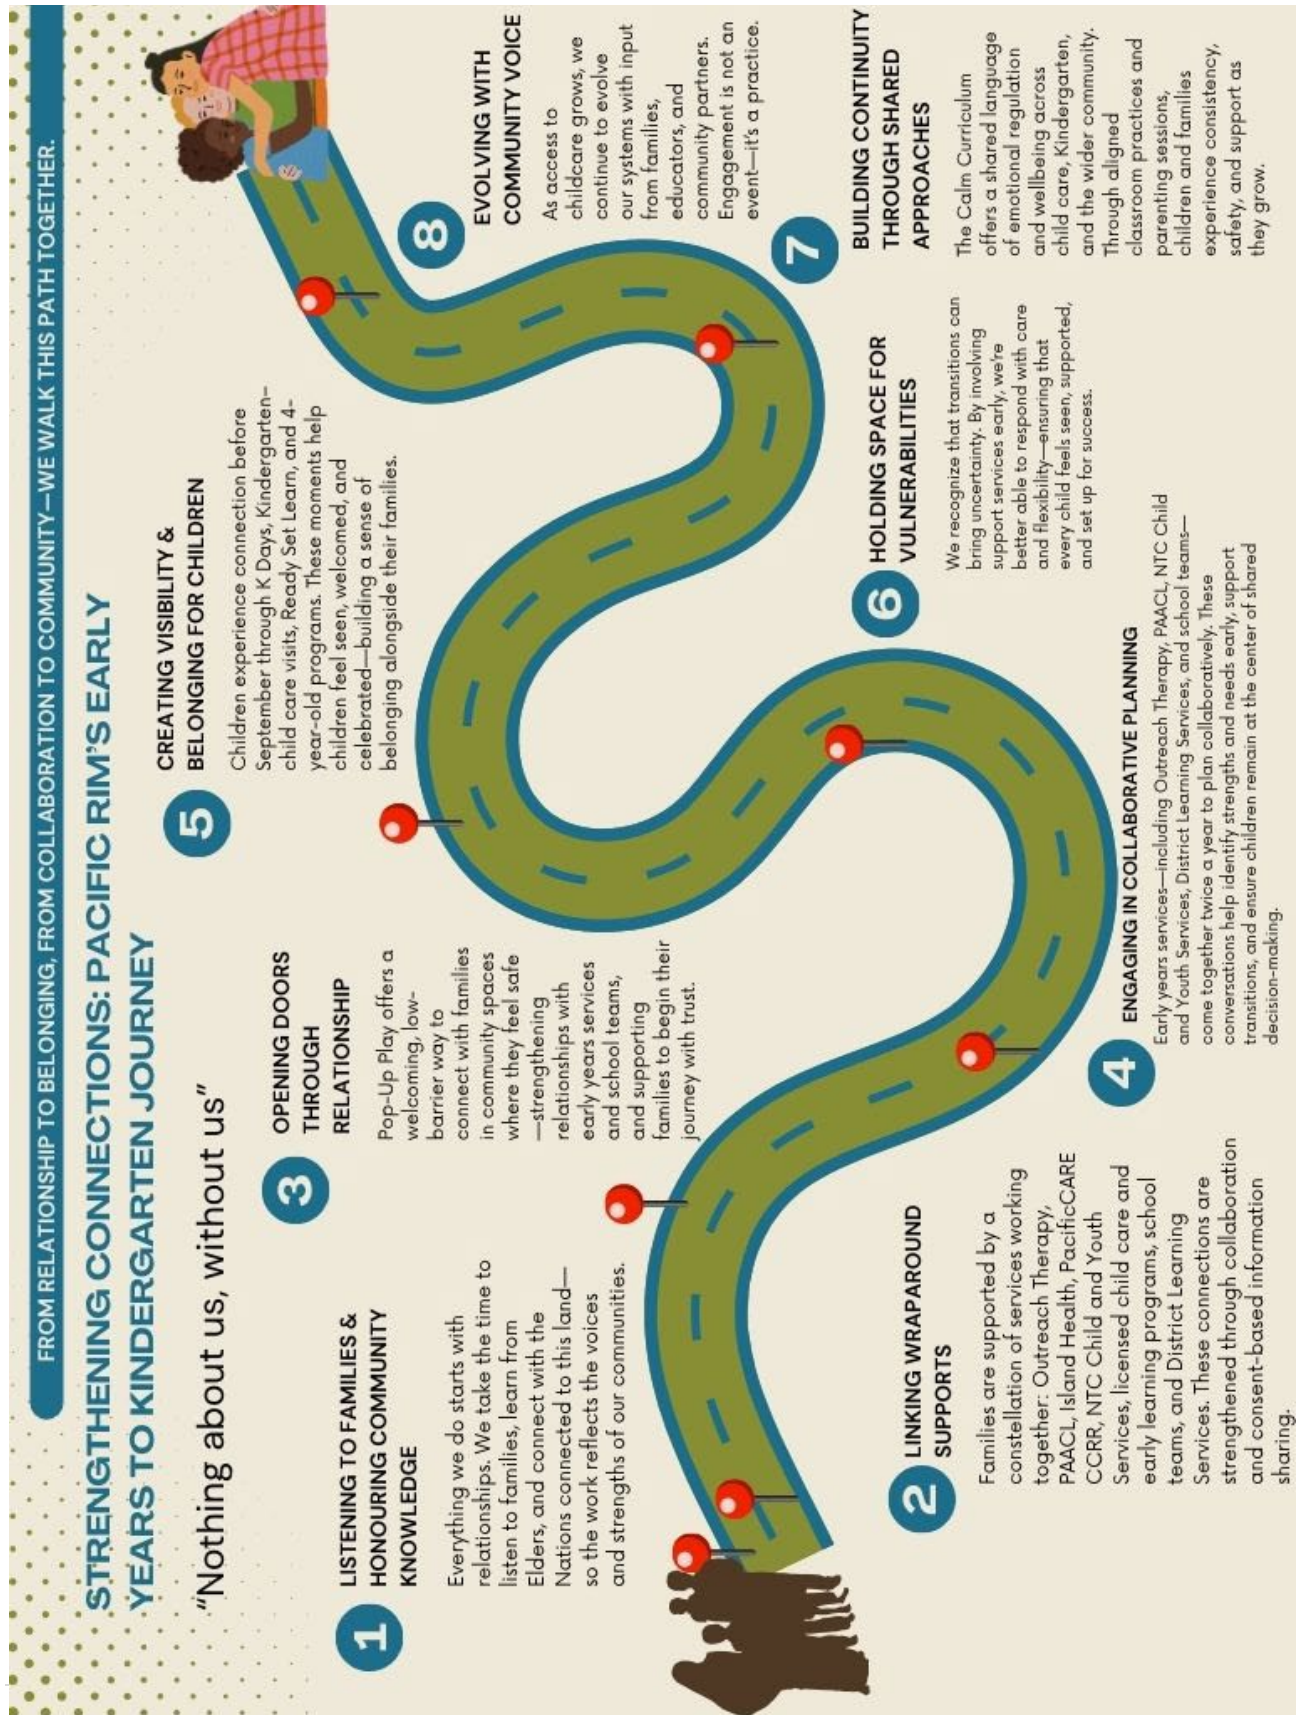 FROM RELATIONSHIP TO BELONGING, FROM COLLABORATION TO COMMUNITY—WE WALK THIS PATH TOGETHER.
STRENGTHENING CONNECTIONS: PACIFIC RIM'S EARLY
YEARS TO KINDERGARTEN JOURNEY
“Nothing about us, without us”
1
LISTENING TO FAMILIES &
HONOURING COMMUNITY
KNOWLEDGE
Everything we do starts with
relationships. We take the time to
listen to families, learn from
Elders, and connect with the
Nations connected to this land—
so the work reflects the voices
and strengths of our communities.
2
LINKING WRAPAROUND
SUPPORTS
Families are supported by a
constellation of services working
together: Outreach Therapy,
PAACL, Island Health, PacificCARE
CCRR, NTC Child and Youth
Services, licensed child care and
early learning programs, school
teams, and District Learning
Services. These connections are
strengthened through collaboration
and consent-based information
sharing.
3
OPENING DOORS
THROUGH
RELATIONSHIP
Pop-Up Play offers a
welcoming, low-
barrier way to
connect with families
in community spaces
where they feel safe
—strengthening
relationships with
early years services
and school teams,
and supporting
families to begin their
journey with trust.
4
ENGAGING IN COLLABORATIVE PLANNING
Early years services—including Outreach Therapy, PAACL, NTC Child
and Youth Services, District Learning Services, and school teams—
come together twice a year to plan collaboratively. These
conversations help identify strengths and needs early, support
transitions, and ensure children remain at the center of shared
decision-making.
5
CREATING VISIBILITY &
BELONGING FOR CHILDREN
Children experience connection before
September through K Days, Kindergarten-
child care visits, Ready Set Learn, and 4-
year-old programs. These moments help
children feel seen, welcomed, and
celebrated—building a sense of
belonging alongside their families.
6
HOLDING SPACE FOR
VULNERABILITIES
We recognize that transitions can
bring uncertainty. By involving
support services early, we're
better able to respond with care
and flexibility—ensuring that
every child feels seen, supported,
and set up for success.
7
BUILDING CONTINUITY
THROUGH SHARED
APPROACHES
The Calm Curriculum
offers a shared language
of emotional regulation
and wellbeing across
child care, Kindergarten,
and the wider community.
Through aligned
classroom practices and
parenting sessions,
children and families
experience consistency,
safety, and support as
they grow.
8
EVOLVING WITH
COMMUNITY VOICE
As access to
childcare grows, we
continue to evolve
our systems with input
from families,
educators, and
community partners.
Engagement is not an
event—it's a practice.